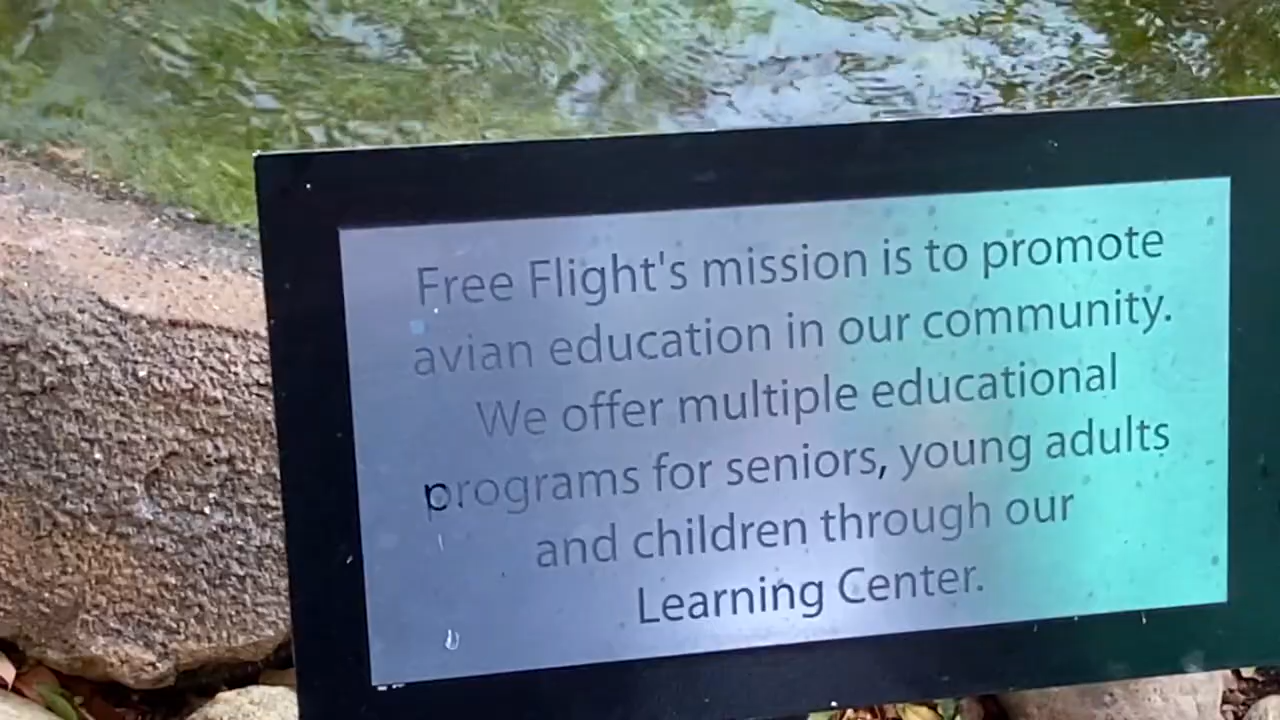 Free Flight's mission is to promote
avian education in our community.
We offer multiple educational
programs for seniors, young adults
and children through our
Learning Center.